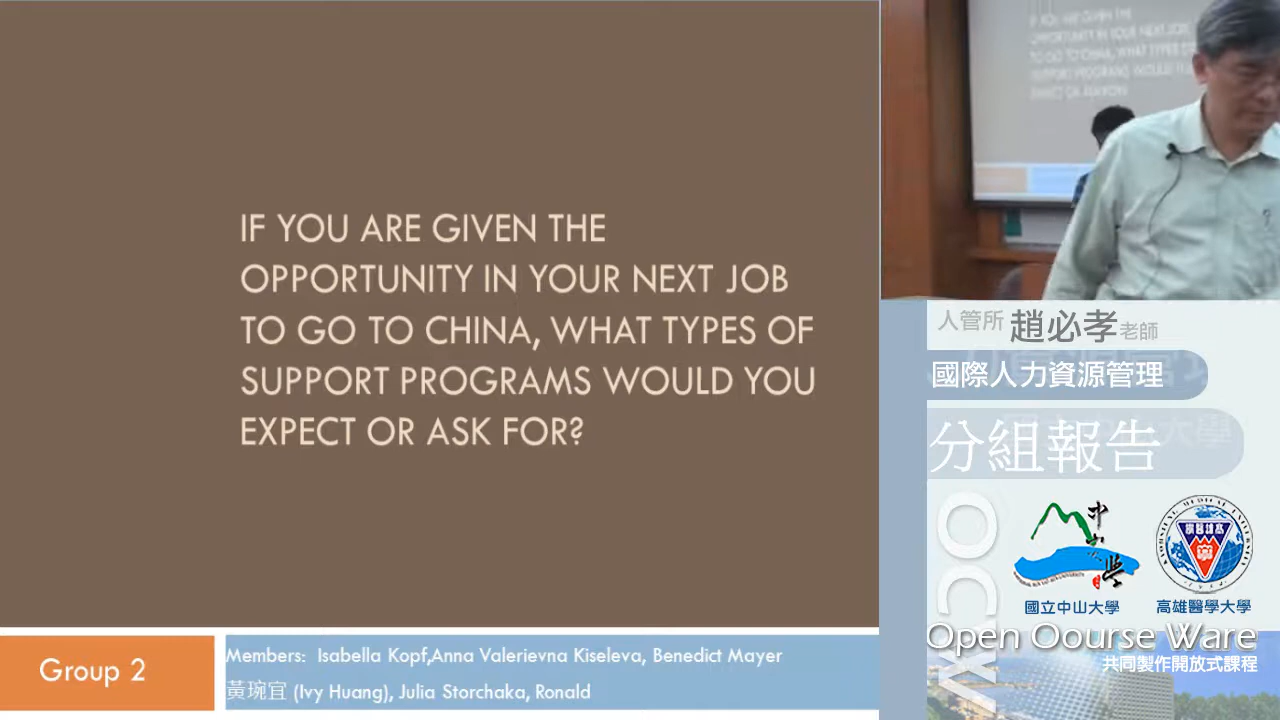 IF YOU ARE GIVEN THE
OPPORTUNITY IN YOUR NEXT JOB
TO GO TO CHINA, WHAT TYPES OF
SUPPORT PROGRAMS WOULD YOU
EXPECT OR ASK FOR?
Group 2
Members: Isabella Kopf,Anna Valerievna Kiseleva, Benedict Mayer
黃琬宜 (Ivy Huang), Julia Storchaka, Ronald
人管所 趙必孝老師
國際人力資源管理
分組報告
OCW
國立中山大學
高雄醫學大學
Open Oourse Ware
共同製作開放式課程